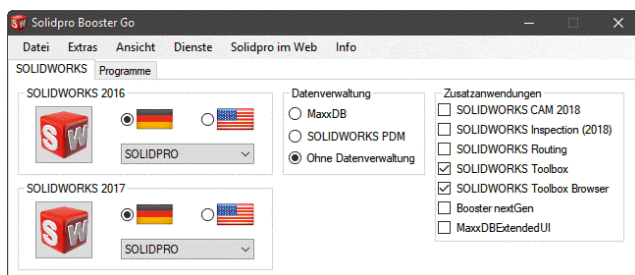 Solidpro Booster Go
Datei Extras Ansicht Dienste Solidpro im Web Info
SOLIDWORKS Programme
SOLIDWORKS 2016
SW
SOLIDPRO
SOLIDWORKS 2017
SW
SOLIDPRO
Datenverwaltung
MaxxDB
SOLIDWORKS PDM
Ohne Datenverwaltung
Zusatzanwendungen
SOLIDWORKS CAM 2018
SOLIDWORKS Inspection (2018)
SOLIDWORKS Routing
SOLIDWORKS Toolbox
SOLIDWORKS Toolbox Browser
Booster nextGen
MaxxDBExtendedUI